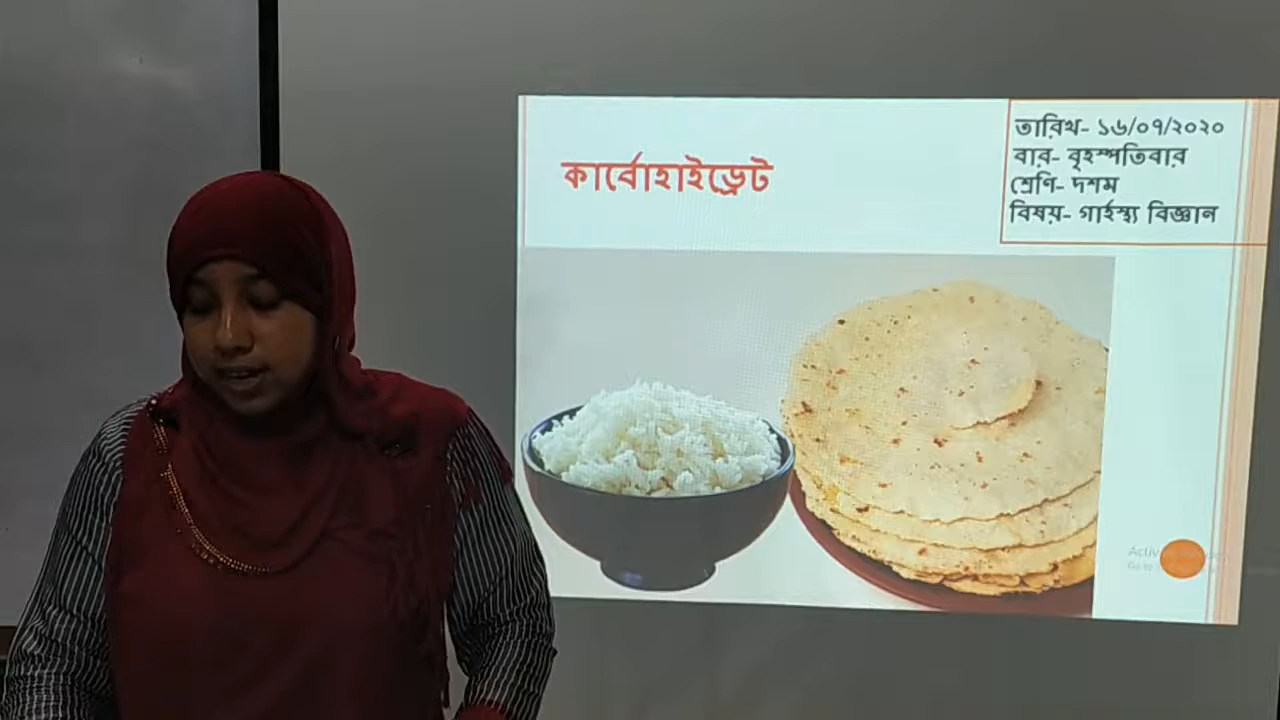 কার্বোহাইড্রেট
তারিখ- ১৬/০৭/২০২০
বার- বৃহস্পতিবার
শ্রেণি- দশম
বিষয়- গার্হস্থ্য বিজ্ঞান